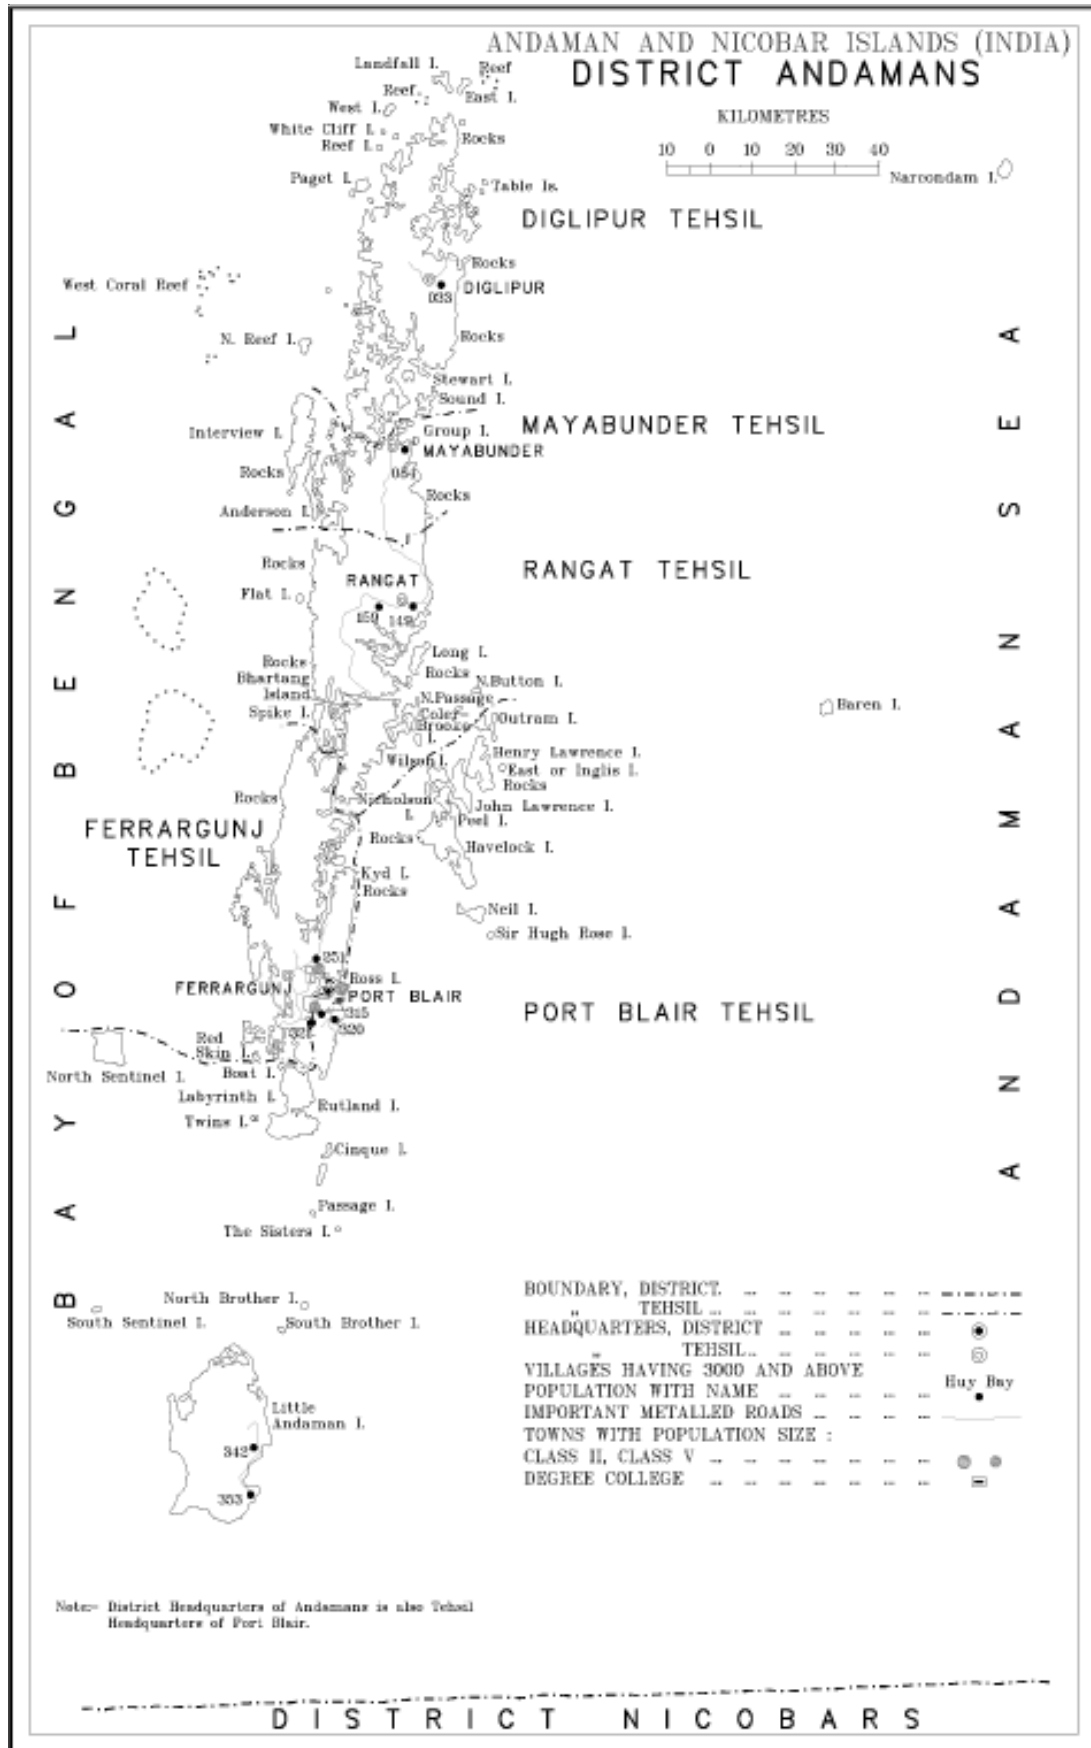 ANDAMAN AND NICOBAR ISLANDS (INDIA)
DISTRICT ANDAMANS
KILOMETRES
10 0 10 20 30 40
Landfall I.
Reef
Reef
East I.
West I.
White Cliff I.
Rocks
Reef I.
Paget I.
Table Is.
Narcondam I.
DIGLIPUR TEHSIL
Rocks
West Coral Reef
DIGLIPUR
033
N. Reef I.
Rocks
Stewart I.
Sound I.
Interview I.
Group I.
MAYABUNDER TEHSIL
MAYABUNDER
Rocks
084
Rocks
Anderson I.
Rocks
RANGAT
RANGAT TEHSIL
Flat I.
159 149
Long I.
Rocks
Rocks
Bhartang
Island
N.Button I.
N.Passage
Spike I.
Colef-
Brooke
I.
Outram I.
Baren I.
Wilson I.
Henry Lawrence I.
East or Inglis I.
Rocks
Rocks
Nicholson
I.
John Lawrence I.
Peel I.
FERRARGUNJ
TEHSIL
Rocks
Havelock I.
Kyd I.
Rocks
Neil I.
Sir Hugh Rose I.
251
Ross I.
FERRARGUNJ
PORT BLAIR
315
320
PORT BLAIR TEHSIL
Red
Skin I.
North Sentinel I.
Boat I.
Labyrinth I.
Rutland I.
Twins I.
Cinque I.
Passage I.
The Sisters I.
North Brother I.
South Sentinel I.
South Brother I.
Little
Andaman I.
342
353
BAY OF BENGAL
ANDAMAN SEA
BOUNDARY, DISTRICT. ... ... ... ... ... ...
,, TEHSIL ... ... ... ... ... ... ...
HEADQUARTERS, DISTRICT ... ... ... ... ...
,, TEHSIL... ... ... ... ... ...
VILLAGES HAVING 3000 AND ABOVE
POPULATION WITH NAME ... ... ... ... ...
Huy Bay
IMPORTANT METALLED ROADS ... ... ... ...
TOWNS WITH POPULATION SIZE :
CLASS II, CLASS V ... ... ... ... ... ... ...
DEGREE COLLEGE ... ... ... ... ... ... ...
Note:- District Headquarters of Andamans is also Tehsil
Headquarters of Port Blair.
DISTRICT NICOBARS